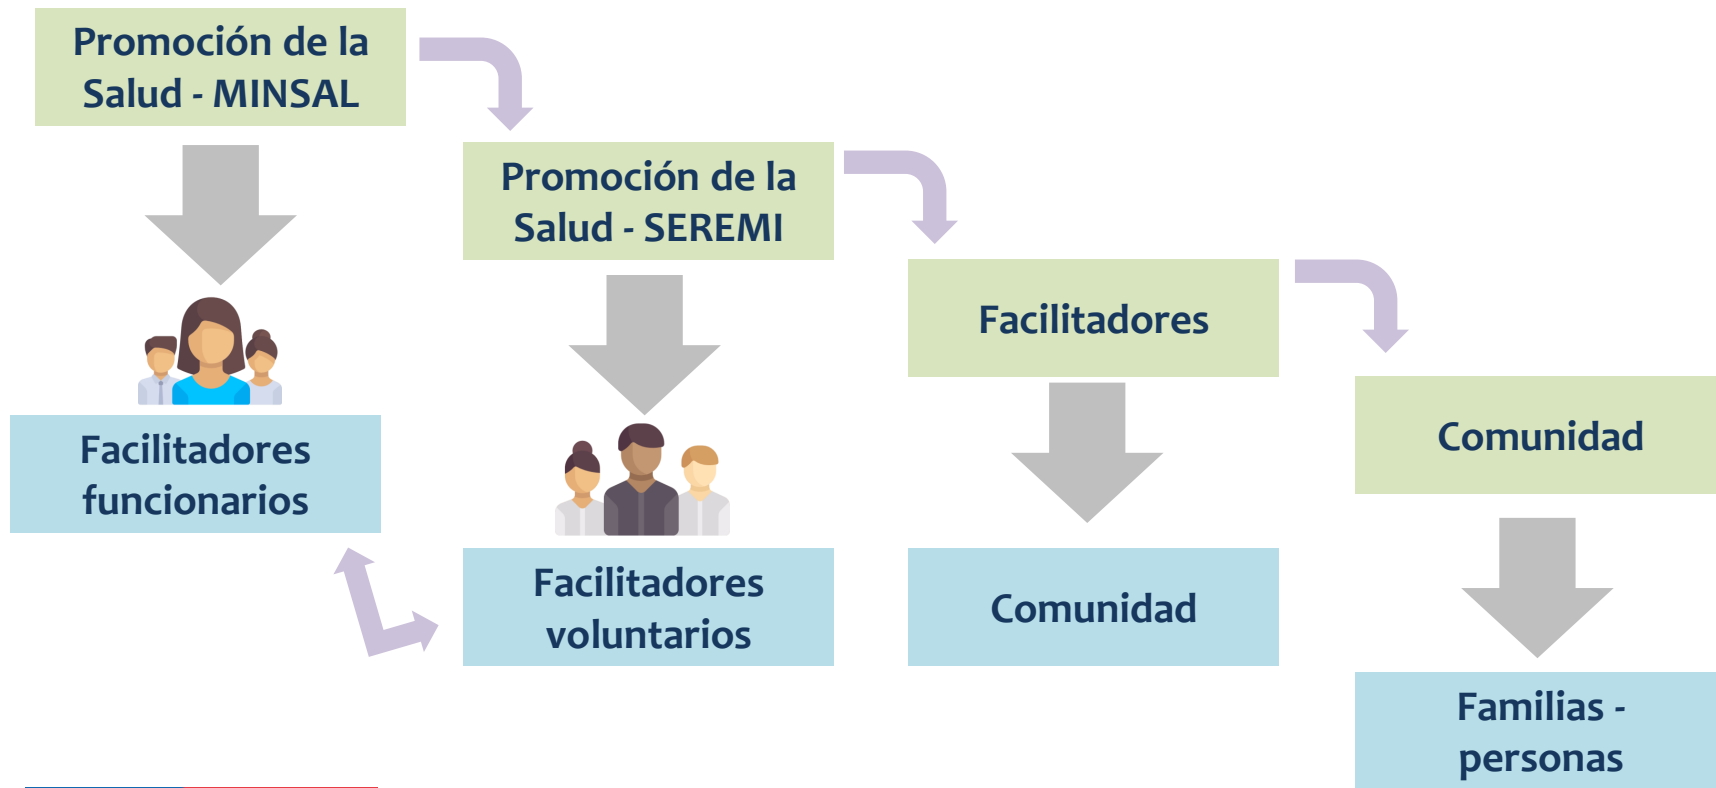 Promoción de la
Salud - MINSAL
Promoción de la
Salud - SEREMI
Facilitadores
Comunidad
Facilitadores
funcionarios
Facilitadores
voluntarios
Comunidad
Familias -
personas